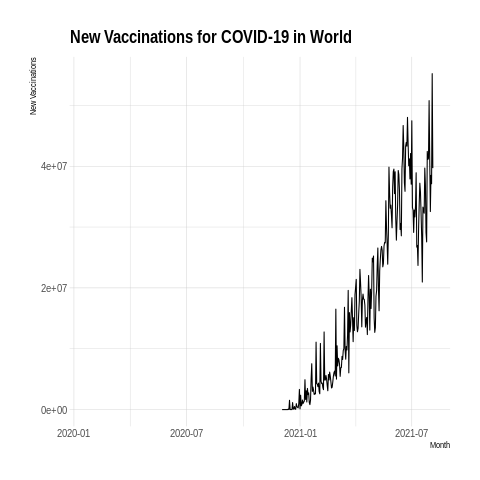 New Vaccinations for COVID-19 in World
New Vaccinations
4e+07
2e+07
0e+00
2020-01 2020-07 2021-01 2021-07
Month